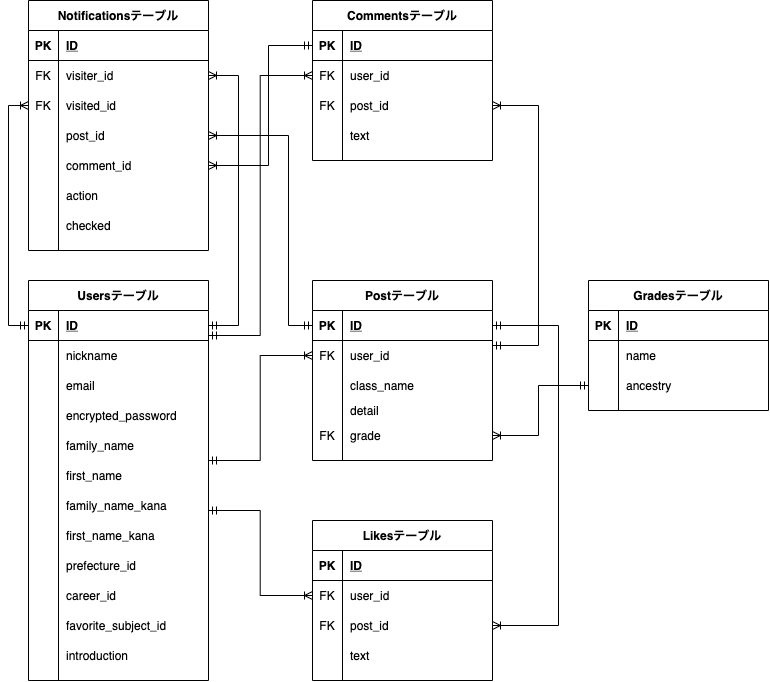 Notificationsテーブル
PK ID
FK visiter_id
FK visited_id
post_id
comment_id
action
checked
Commentsテーブル
PK ID
FK user_id
FK post_id
text
Usersテーブル
PK ID
nickname
email
encrypted_password
family_name
first_name
family_name_kana
first_name_kana
prefecture_id
career_id
favorite_subject_id
introduction
Postテーブル
PK ID
FK user_id
class_name
detail
FK grade
Gradesテーブル
PK ID
name
ancestry
Likesテーブル
PK ID
FK user_id
FK post_id
text